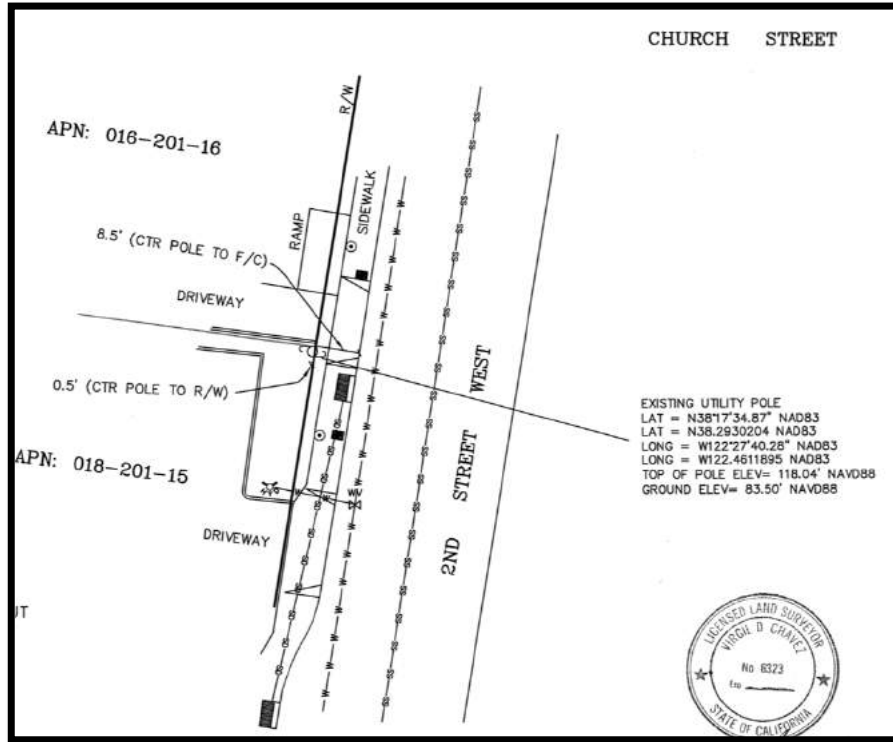 CHURCH STREET
R/W
APN: 016-201-16
SIDEWALK
RAMP
8.5' (CTR POLE TO F/C)
DRIVEWAY
0.5' (CTR POLE TO R/W)
2ND STREET WEST
EXISTING UTILITY POLE
LAT = N38°17'34.87" NAD83
LAT = N38.2930204 NAD83
LONG = W122°27'40.28" NAD83
LONG = W122.4611895 NAD83
TOP OF POLE ELEV= 118.04' NAVD88
GROUND ELEV= 83.50' NAVD88
APN: 018-201-15
WV
DRIVEWAY
UT
LICENSED LAND SURVEYOR
VIRGIL D CHAVEZ
No 6323
Exp
STATE OF CALIFORNIA